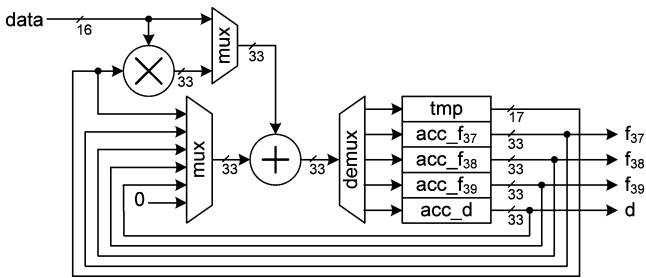 data
16
mux
33
33
mux
0
33
33
demux
tmp
17
acc_f37
33
f37
acc_f38
33
f38
acc_f39
33
f39
acc_d
33
d